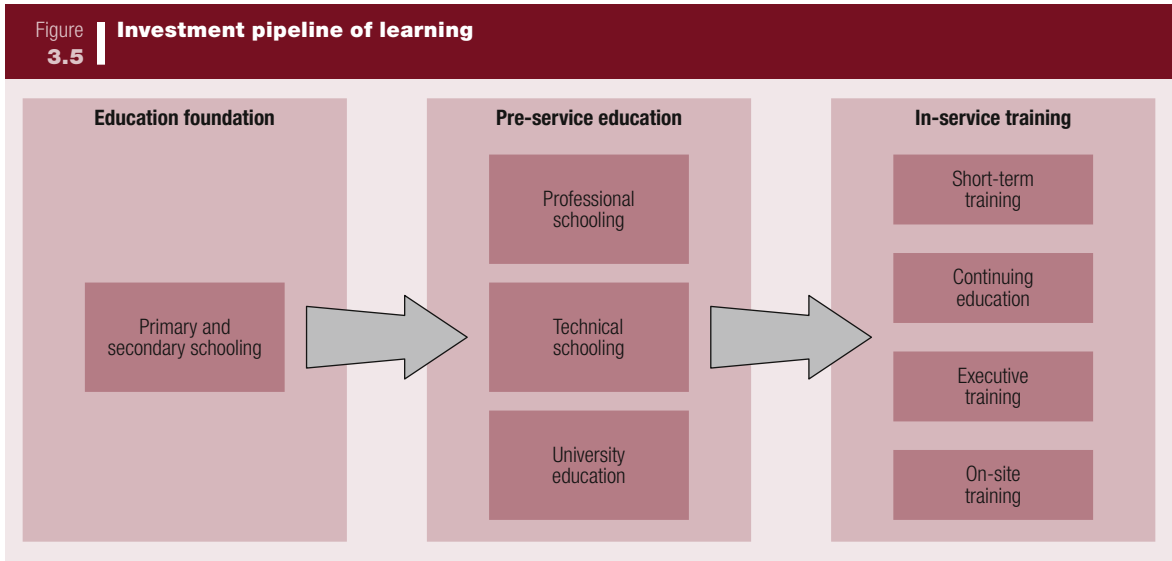 Figure
3.5
Investment pipeline of learning
Education foundation
Primary and
secondary schooling
Pre-service education
Professional
schooling
Technical
schooling
University
education
In-service training
Short-term
training
Continuing
education
Executive
training
On-site
training